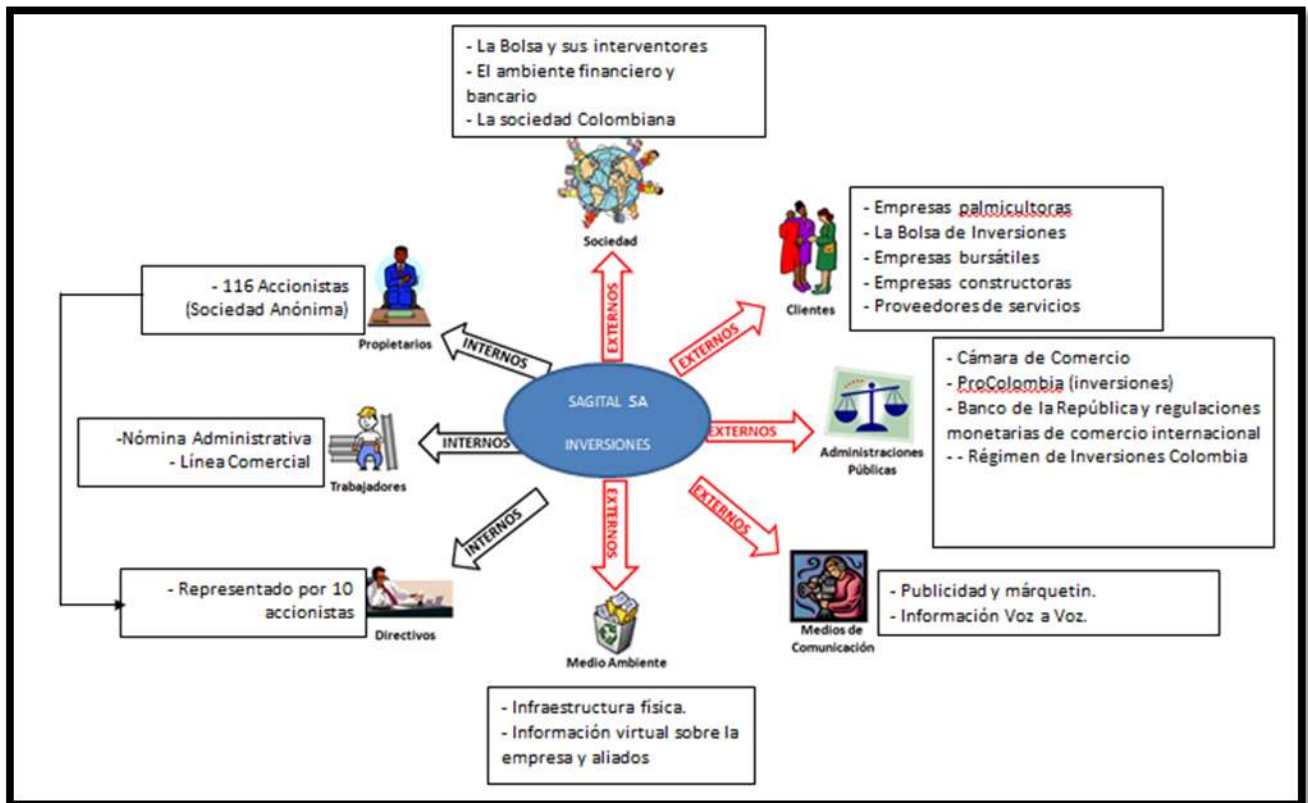 - La Bolsa y sus interventores
- El ambiente financiero y
bancario
- La sociedad Colombiana
Sociedad
- Empresas palmicultoras
- La Bolsa de Inversiones
- Empresas bursátiles
- Empresas constructoras
- Proveedores de servicios
Clientes
- 116 Accionistas
(Sociedad Anónima)
Propietarios
INTERNOS
EXTERNOS
EXTERNOS
- Cámara de Comercio
- ProColombia (inversiones)
- Banco de la República y regulaciones
monetarias de comercio internacional
- - Régimen de Inversiones Colombia
Administraciones
Públicas
SAGITAL SA
INVERSIONES
EXTERNOS
INTERNOS
-Nómina Administrativa
- Línea Comercial
Trabajadores
INTERNOS
EXTERNOS
EXTERNOS
- Representado por 10
accionistas
Directivos
Medio Ambiente
- Infraestructura física.
- Información virtual sobre la
empresa y aliados
Medios de
Comunicación
- Publicidad y márquetin.
- Información Voz a Voz.